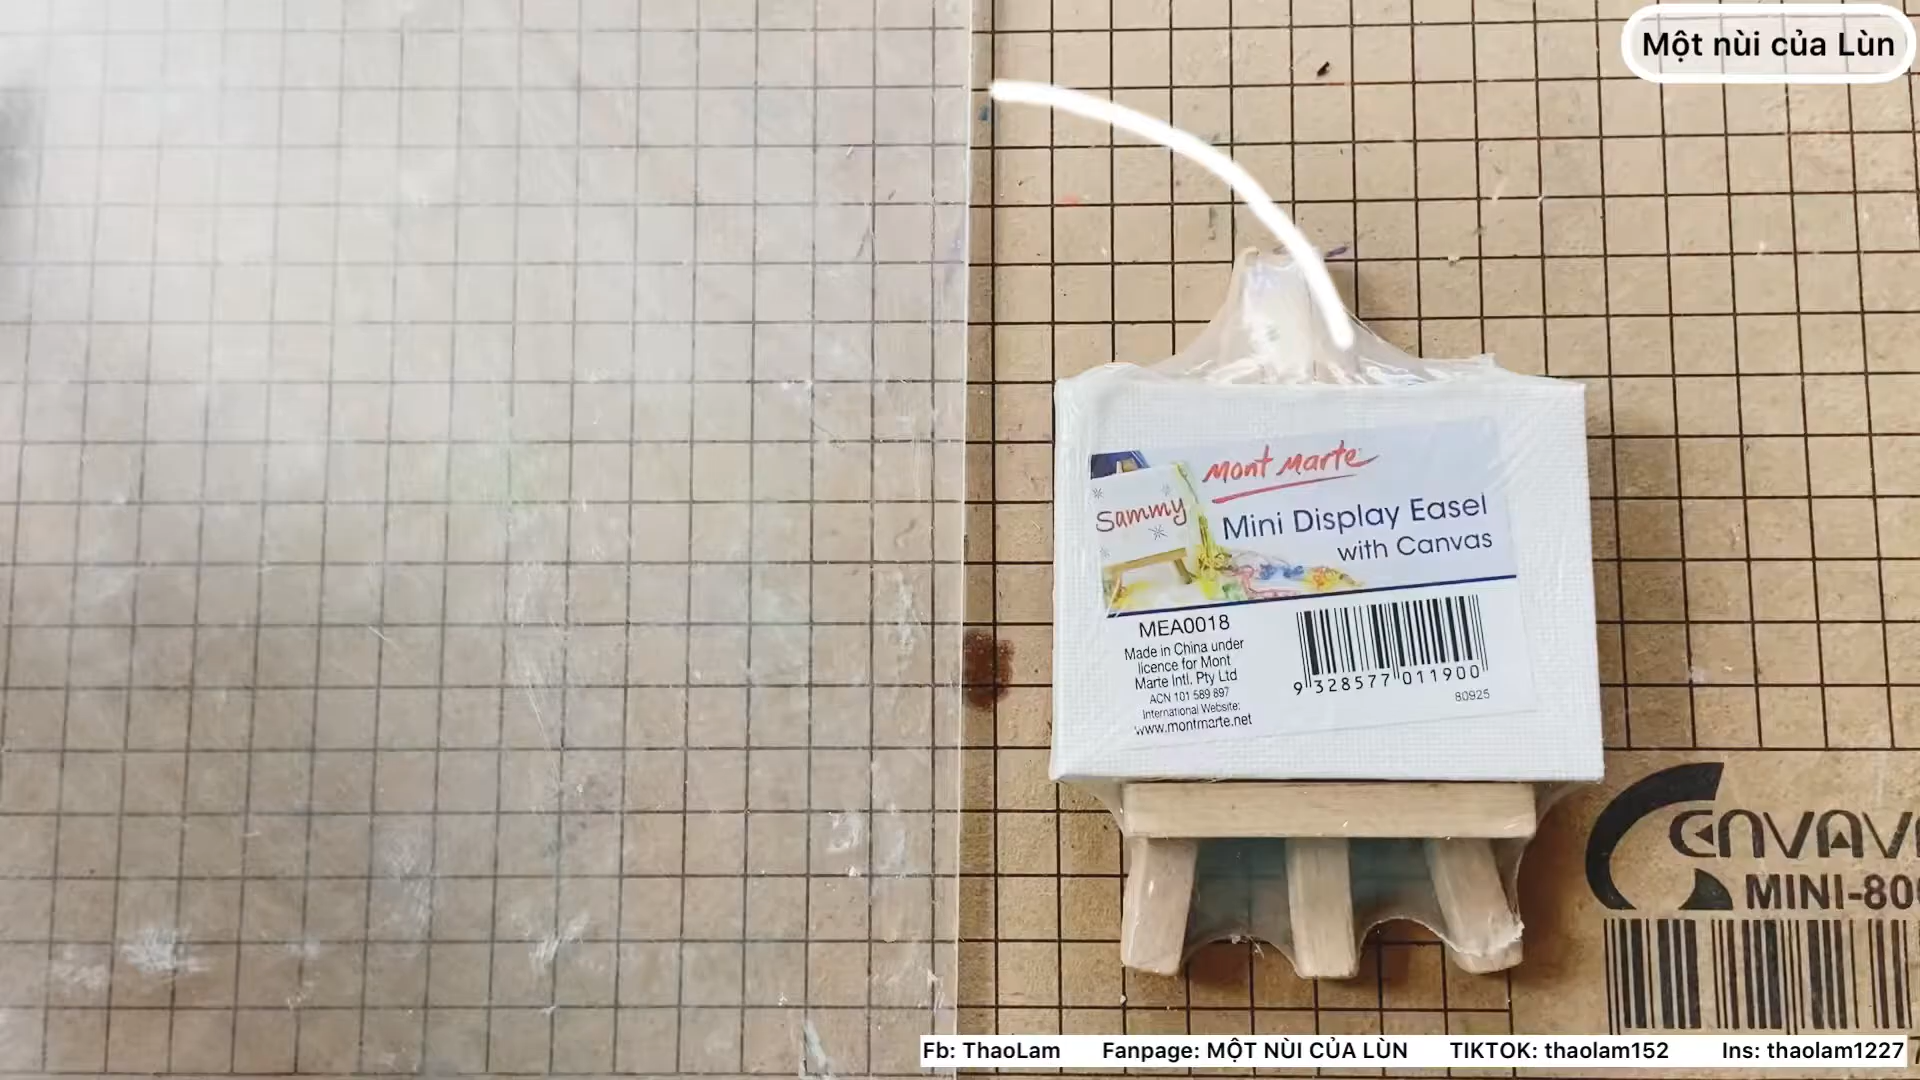 Một nùi của Lùn
Mont Marte
Sammy
Mini Display Easel
with Canvas
MEA0018
Made in China under
licence for Mont
Marte Intl. Pty Ltd
ACN 101 589 897
International Website:
www.montmarte.net
9 328577 011900
80925
MINI-80
Fb: ThaoLam Fanpage: MỘT NÙI CỦA LÙN TIKTOK: thaolam152 Ins: thaolam1227